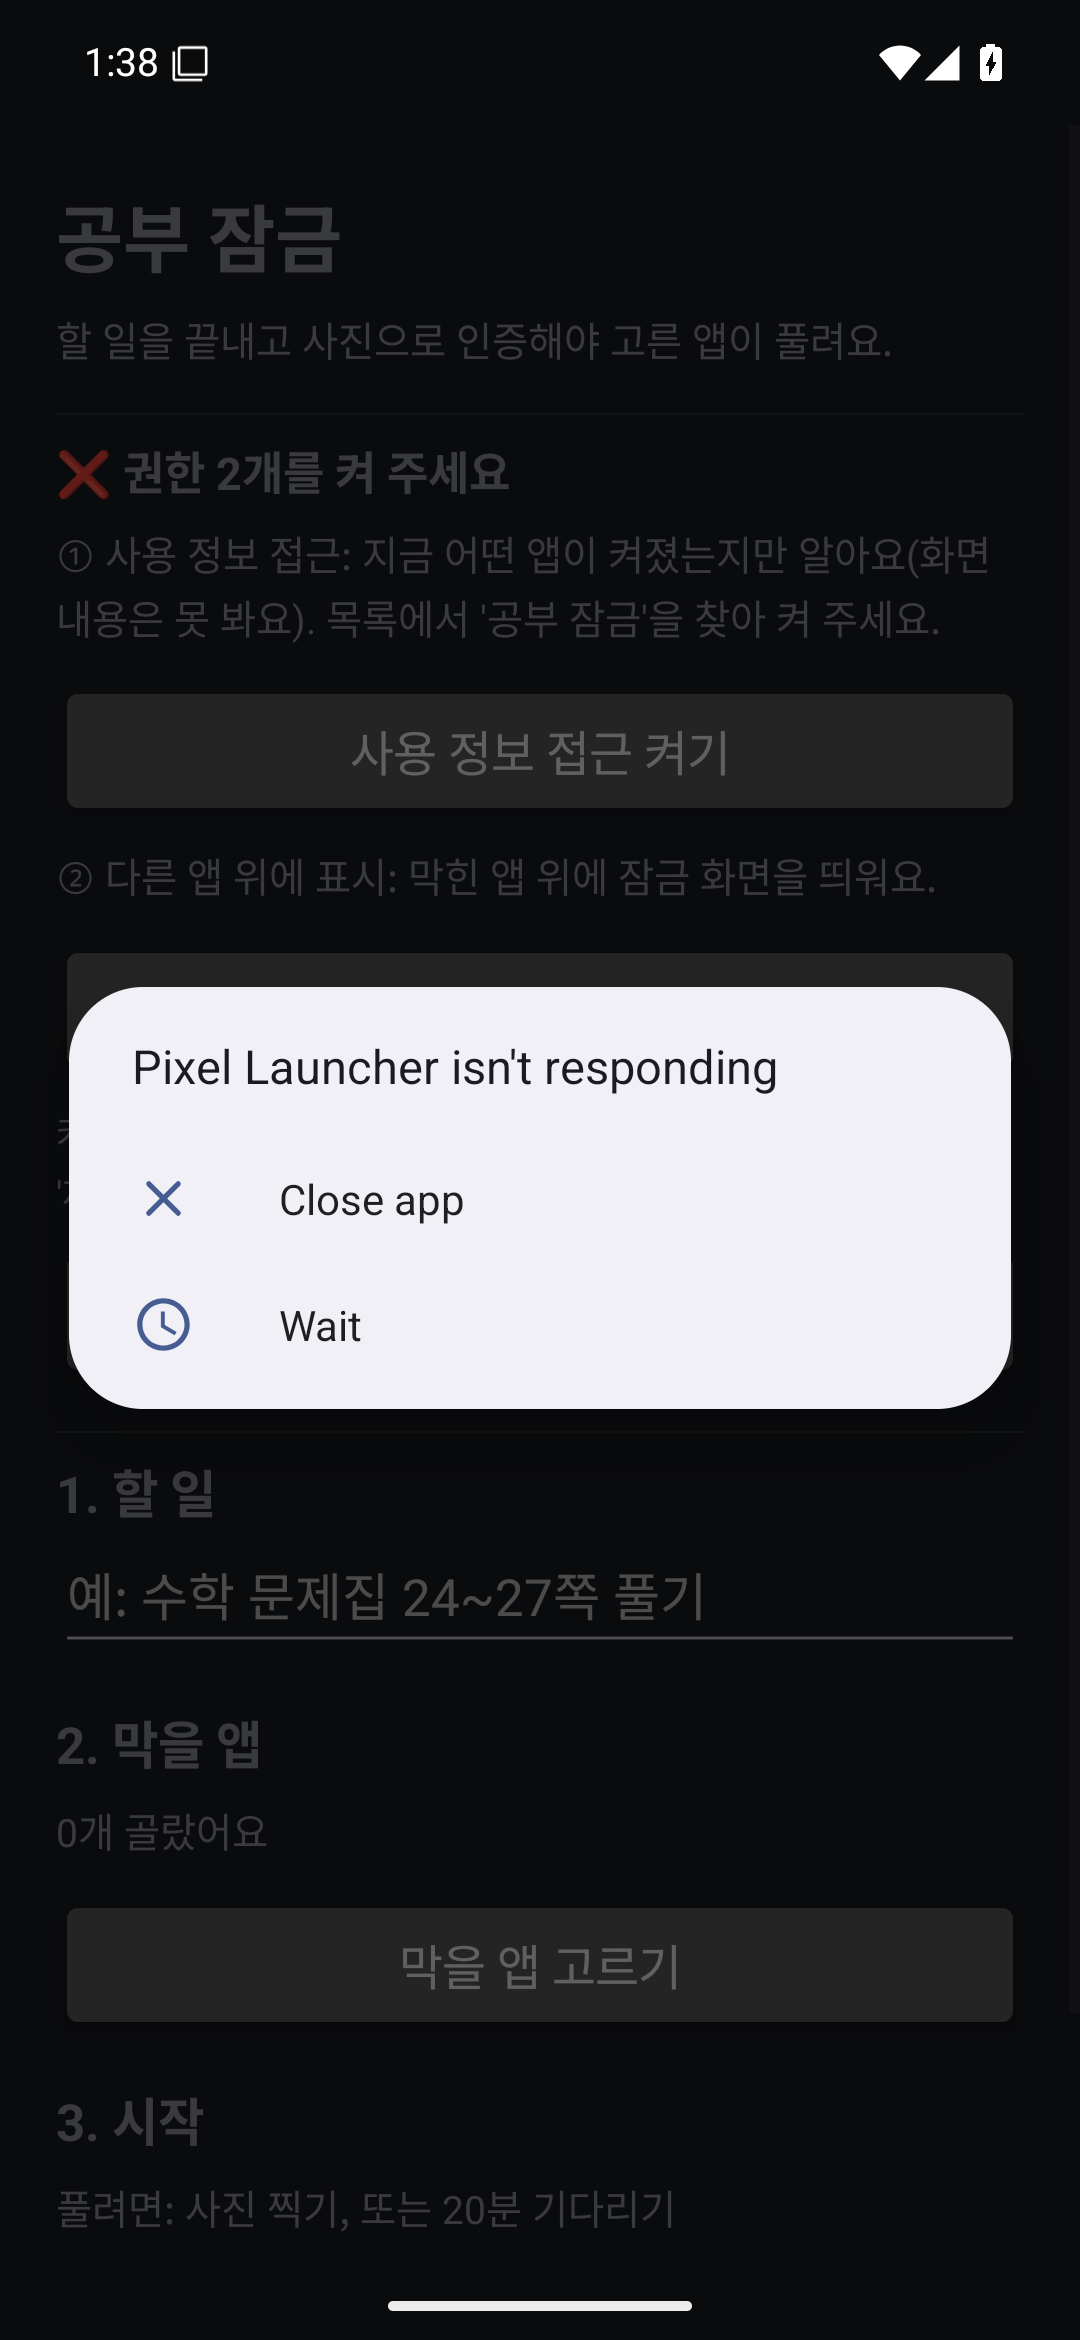 1:38
공부 잠금
할 일을 끝내고 사진으로 인증해야 고른 앱이 풀려요.
❌ 권한 2개를 켜 주세요
① 사용 정보 접근: 지금 어떤 앱이 켜졌는지만 알아요(화면
내용은 못 봐요). 목록에서 '공부 잠금'을 찾아 켜 주세요.
사용 정보 접근 켜기
② 다른 앱 위에 표시: 막힌 앱 위에 잠금 화면을 띄워요.
Pixel Launcher isn't responding
Close app
Wait
1. 할 일
예: 수학 문제집 24~27쪽 풀기
2. 막을 앱
0개 골랐어요
막을 앱 고르기
3. 시작
풀려면: 사진 찍기, 또는 20분 기다리기